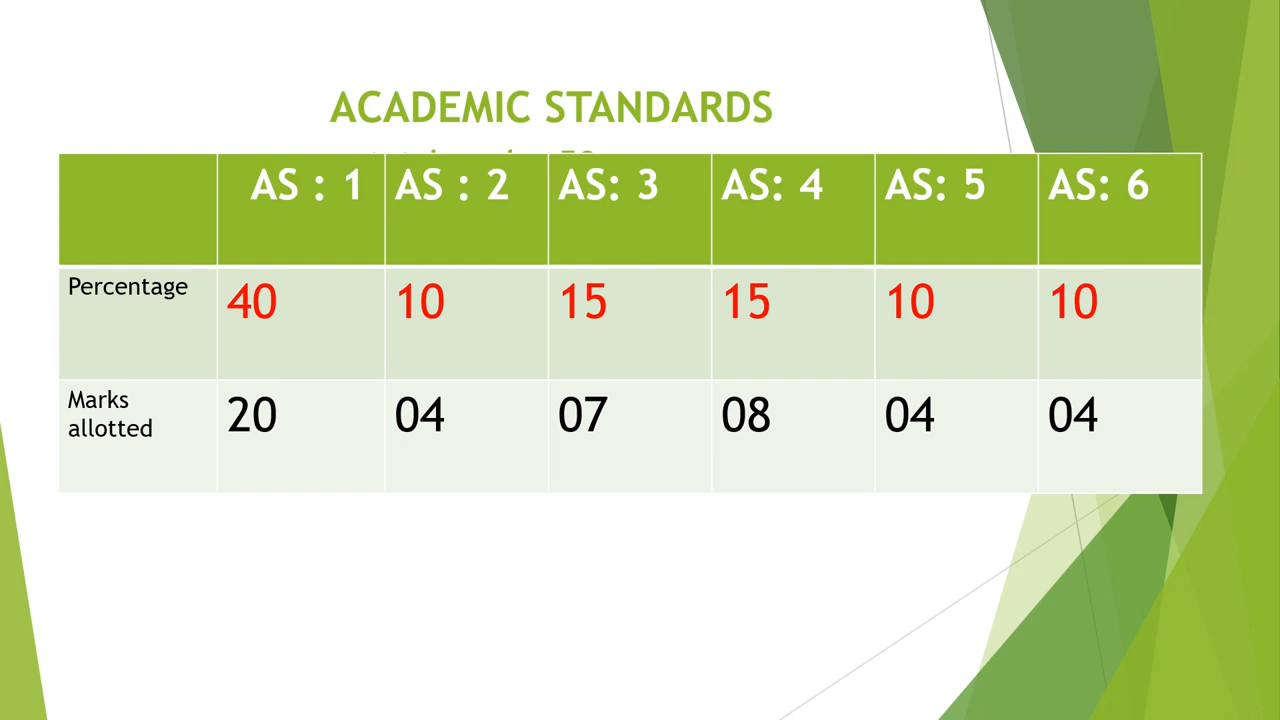 ACADEMIC STANDARDS
AS : 1 AS : 2 AS: 3 AS: 4 AS: 5 AS: 6
Percentage 40 10 15 15 10 10
Marks allotted 20 04 07 08 04 04